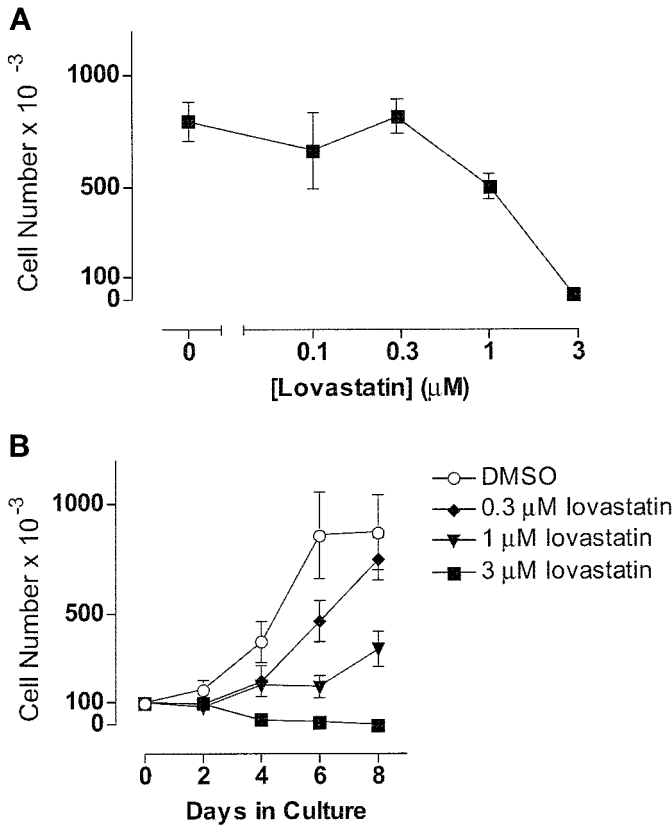 A
Cell Number x 10 -3
1000
500
100
0
0 0.1 0.3 1 3
[Lovastatin] (µM)
B
Cell Number x 10 -3
1000
500
100
0
0 2 4 6 8
Days in Culture
DMSO
0.3 µM lovastatin
1 µM lovastatin
3 µM lovastatin